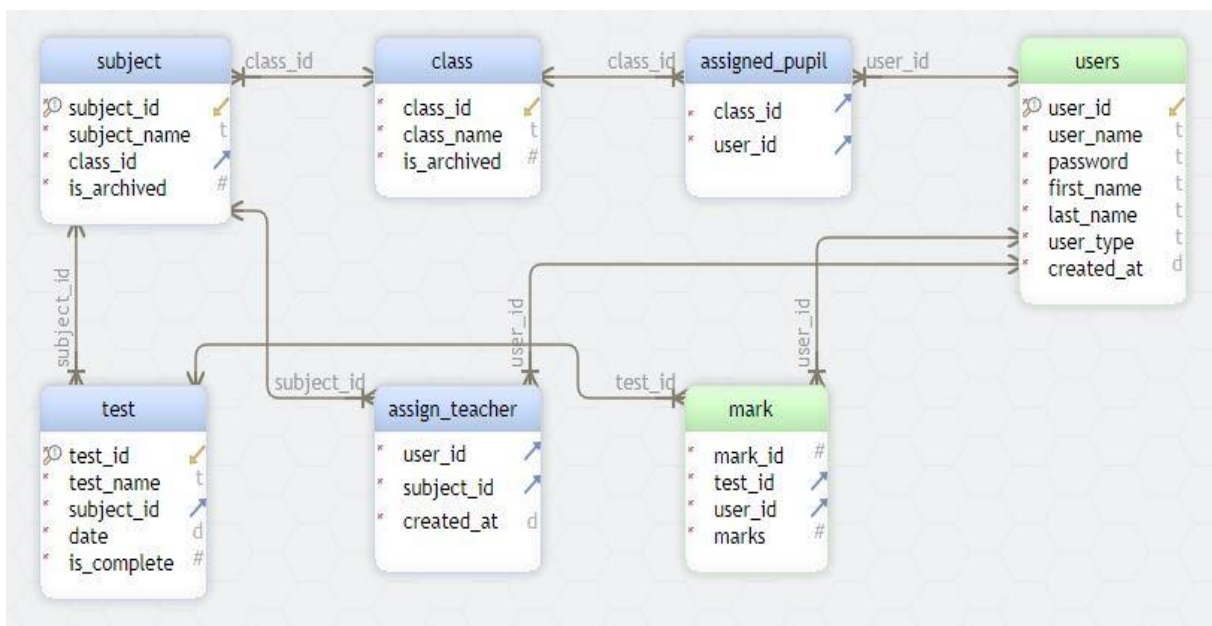 class_id
class_id
user_id
subject
subject_id
subject_name t
class_id
is_archived #
class
class_id
class_name t
is_archived #
assigned_pupil
class_id
user_id
users
user_id
user_name t
password t
first_name t
last_name t
user_type t
created_at d
subject_id
subject_id
user_id
test_id
user_id
test
test_id
test_name t
subject_id
date d
is_complete #
assign_teacher
user_id
subject_id
created_at d
mark
mark_id #
test_id
user_id
marks #